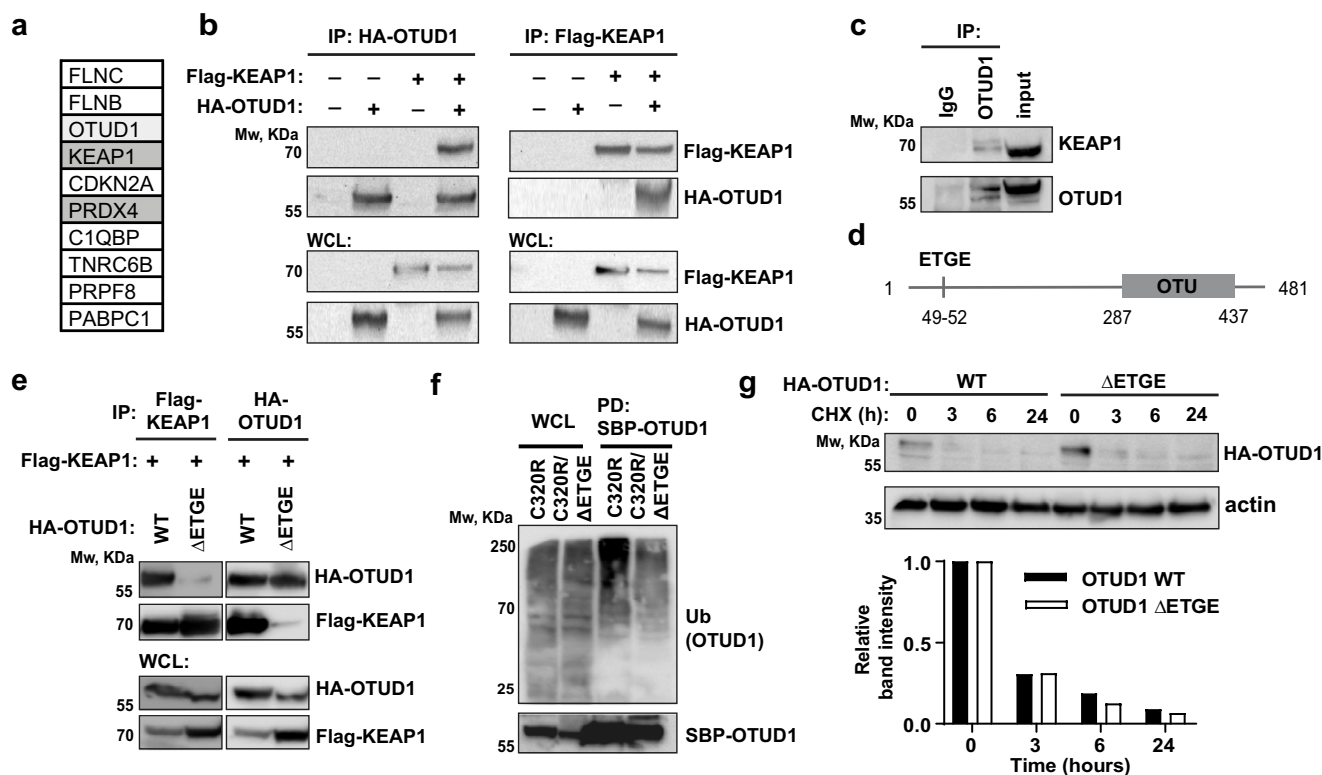 a
FLNC
FLNB
OTUD1
KEAP1
CDKN2A
PRDX4
C1QBP
TNRC6B
PRPF8
PABPC1
b
IP: HA-OTUD1 IP: Flag-KEAP1
Flag-KEAP1: – – + + – – + +
HA-OTUD1: – + – + – + – +
Mw, KDa
70 Flag-KEAP1
55 HA-OTUD1
WCL: WCL:
70 70 Flag-KEAP1
55 55 HA-OTUD1
c
IP:
IgG OTUD1 input
Mw, KDa
70 KEAP1
55 OTUD1
d
ETGE
1 OTU 481
49-52 287 437
e
IP: Flag-KEAP1 HA-OTUD1
Flag-KEAP1: + + + +
HA-OTUD1: WT ΔETGE WT ΔETGE
Mw, KDa
55 HA-OTUD1
70 Flag-KEAP1
WCL:
55 HA-OTUD1
70 Flag-KEAP1
f
WCL PD: SBP-OTUD1
C320R C320R/ΔETGE C320R C320R/ΔETGE
Mw, KDa
250
70
Ub
(OTUD1)
25
55 SBP-OTUD1
g
HA-OTUD1: WT ΔETGE
CHX (h) 0 3 6 24 0 3 6 24
Mw, KDa
55 HA-OTUD1
35 actin
Relative band intensity
1.0
0.5
0.0
OTUD1 WT
OTUD1 ΔETGE
0 3 6 24
Time (hours)